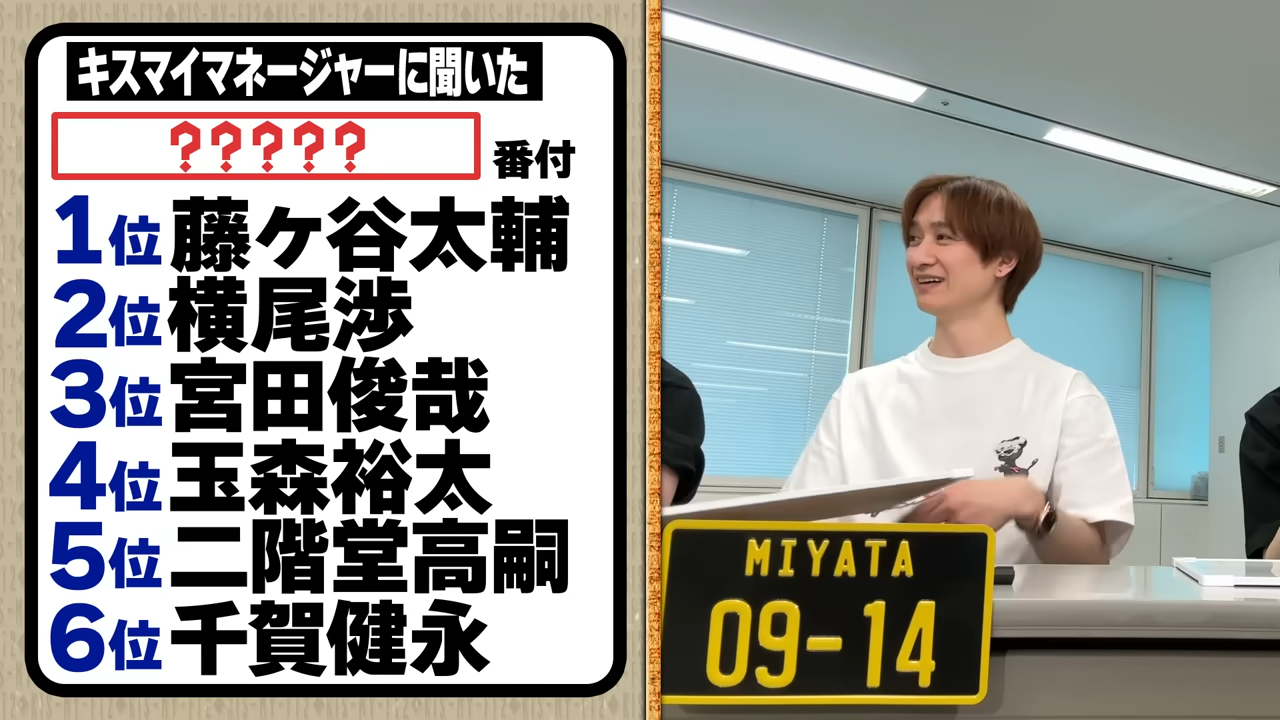 キスマイマネージャーに聞いた
?????
番付
1位 藤ヶ谷太輔
2位 横尾渉
3位 宮田俊哉
4位 玉森裕太
5位 二階堂高嗣
6位 千賀健永
MIYATA
09-14